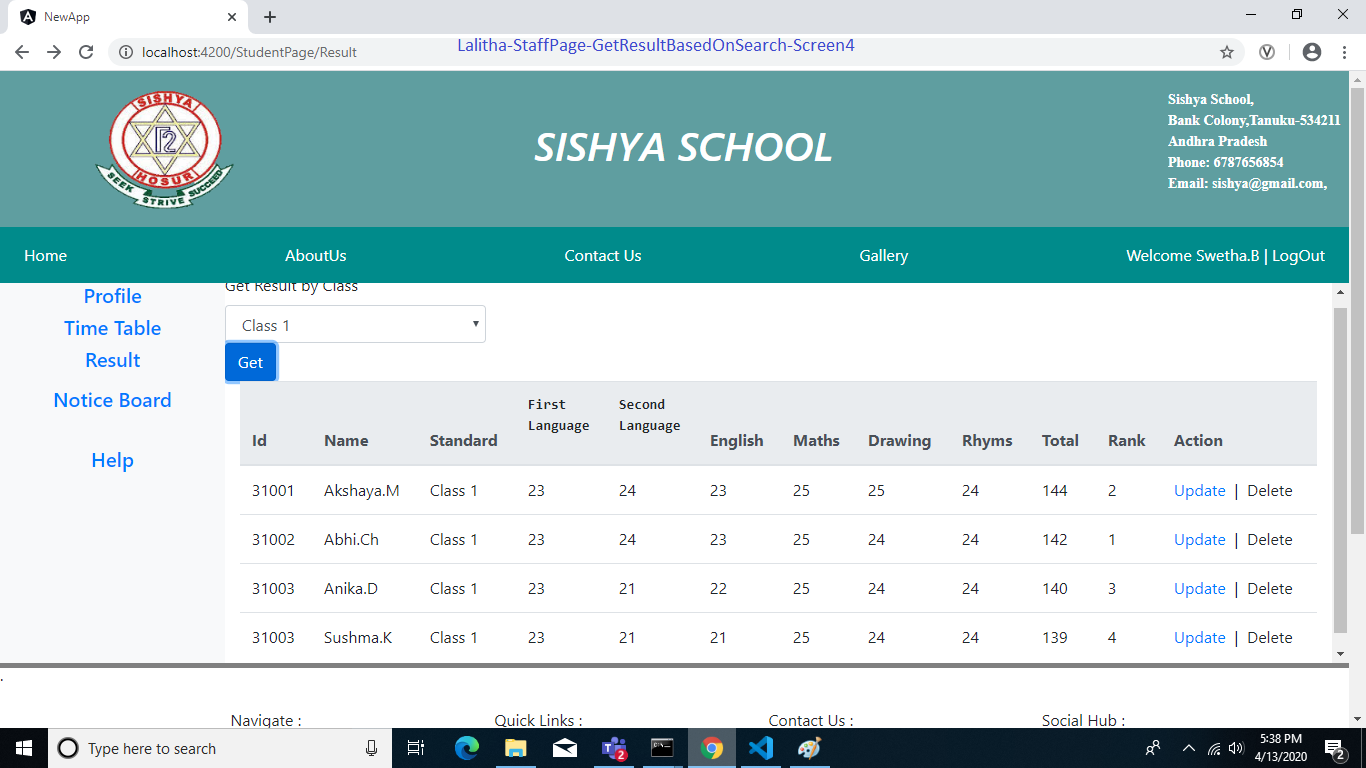 NewApp
localhost:4200/StudentPage/Result
Lalitha-StaffPage-GetResultBasedOnSearch-Screen4
SISHYA
HOSUR
SEEK STRIVE SUCCEED
SISHYA SCHOOL
Sishya School,
Bank Colony,Tanuku-534211
Andhra Pradesh
Phone: 6787656854
Email: sishya@gmail.com,
Home AboutUs Contact Us Gallery Welcome Swetha.B | LogOut
Profile
Time Table
Result
Notice Board
Help
Get Result by Class
Class 1
Get
Id Name Standard First Language Second Language English Maths Drawing Rhyms Total Rank Action
31001 Akshaya.M Class 1 23 24 23 25 25 24 144 2 Update | Delete
31002 Abhi.Ch Class 1 23 24 23 25 24 24 142 1 Update | Delete
31003 Anika.D Class 1 23 21 22 25 24 24 140 3 Update | Delete
31003 Sushma.K Class 1 23 21 21 25 24 24 139 4 Update | Delete
.
Navigate : Quick Links : Contact Us : Social Hub :
Type here to search
2
5:38 PM
4/13/2020
2